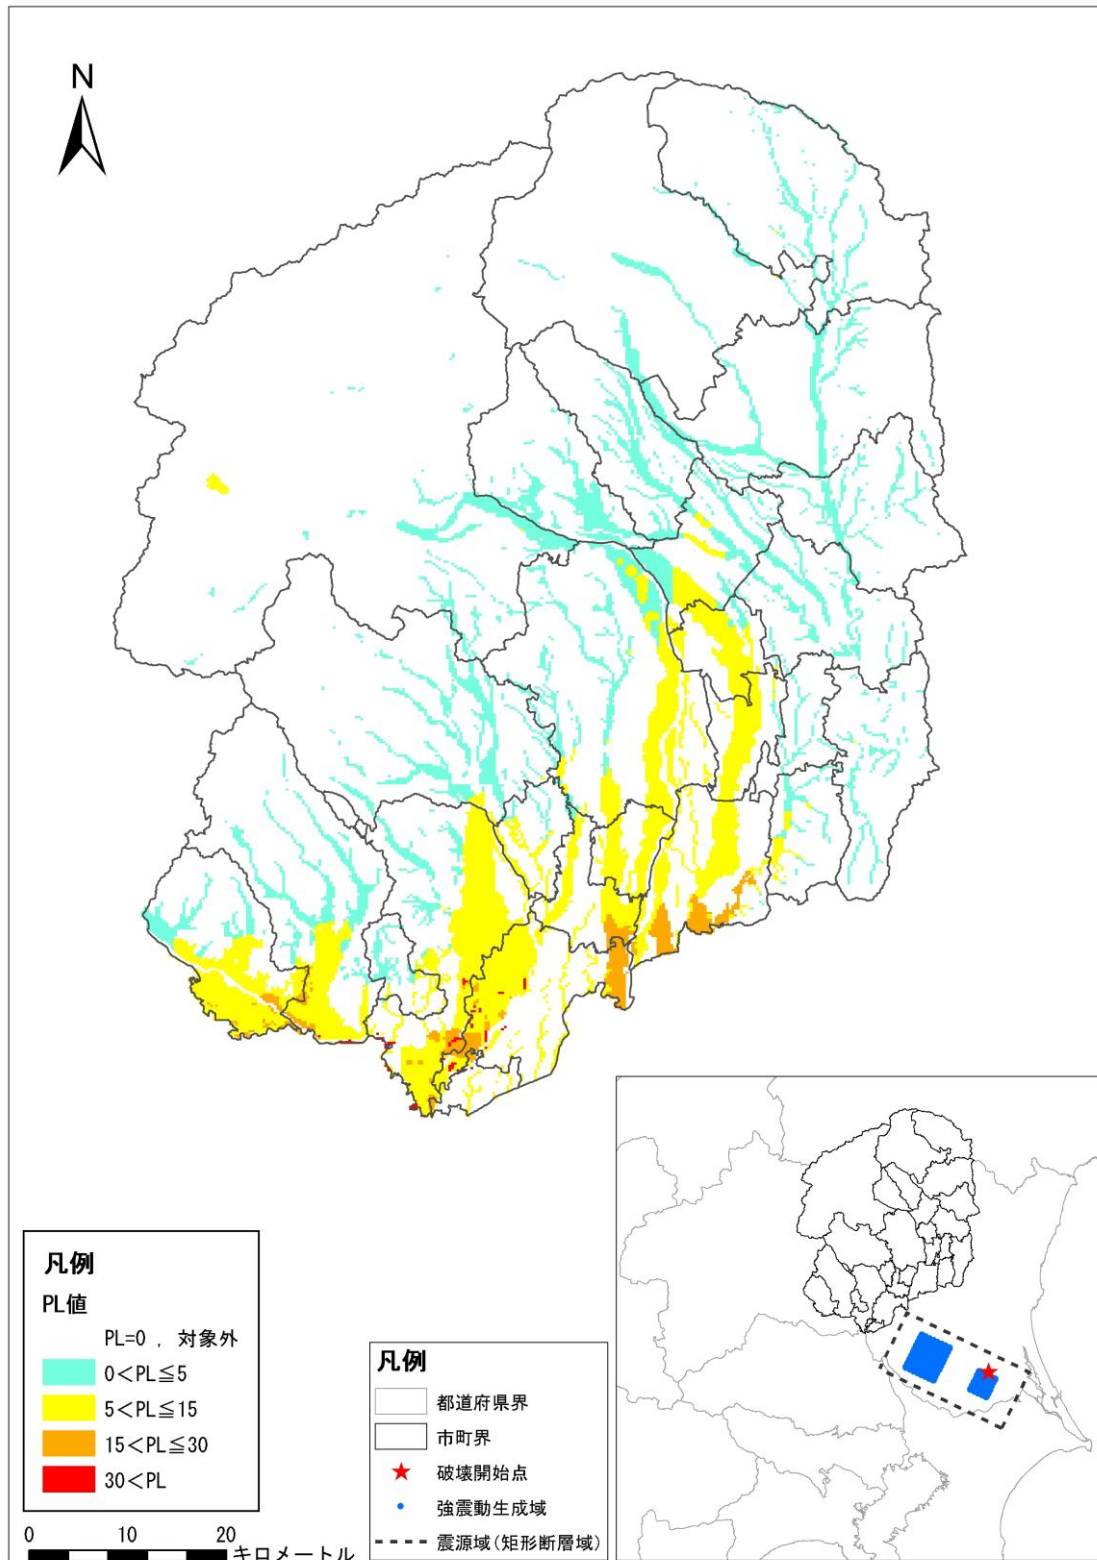 N
凡例
PL値
PL=0 , 対象外
0<PL≦5
5<PL≦15
15<PL≦30
30<PL
0 10 20
キロメートル
凡例
都道府県界
市町界
破壊開始点
強震動生成域
震源域(矩形断層域)